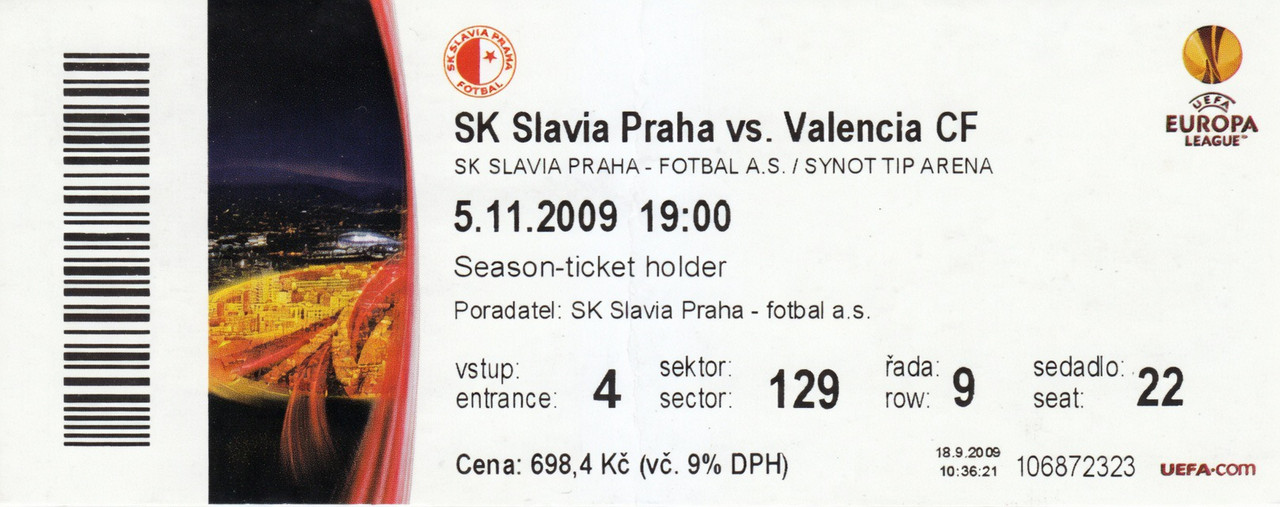 SK SLAVIA PRAHA
FOTBAL
UEFA
EUROPA
LEAGUE™
SK Slavia Praha vs. Valencia CF
SK SLAVIA PRAHA - FOTBAL A.S. / SYNOT TIP ARENA
5.11.2009 19:00
Season-ticket holder
Poradatel: SK Slavia Praha - fotbal a.s.
vstup: sektor: řada: sedadlo:
entrance: 4 sector: 129 row: 9 seat: 22
Cena: 698,4 Kč (vč. 9% DPH)
18.9.2009
10:36:21
106872323
UEFA.com